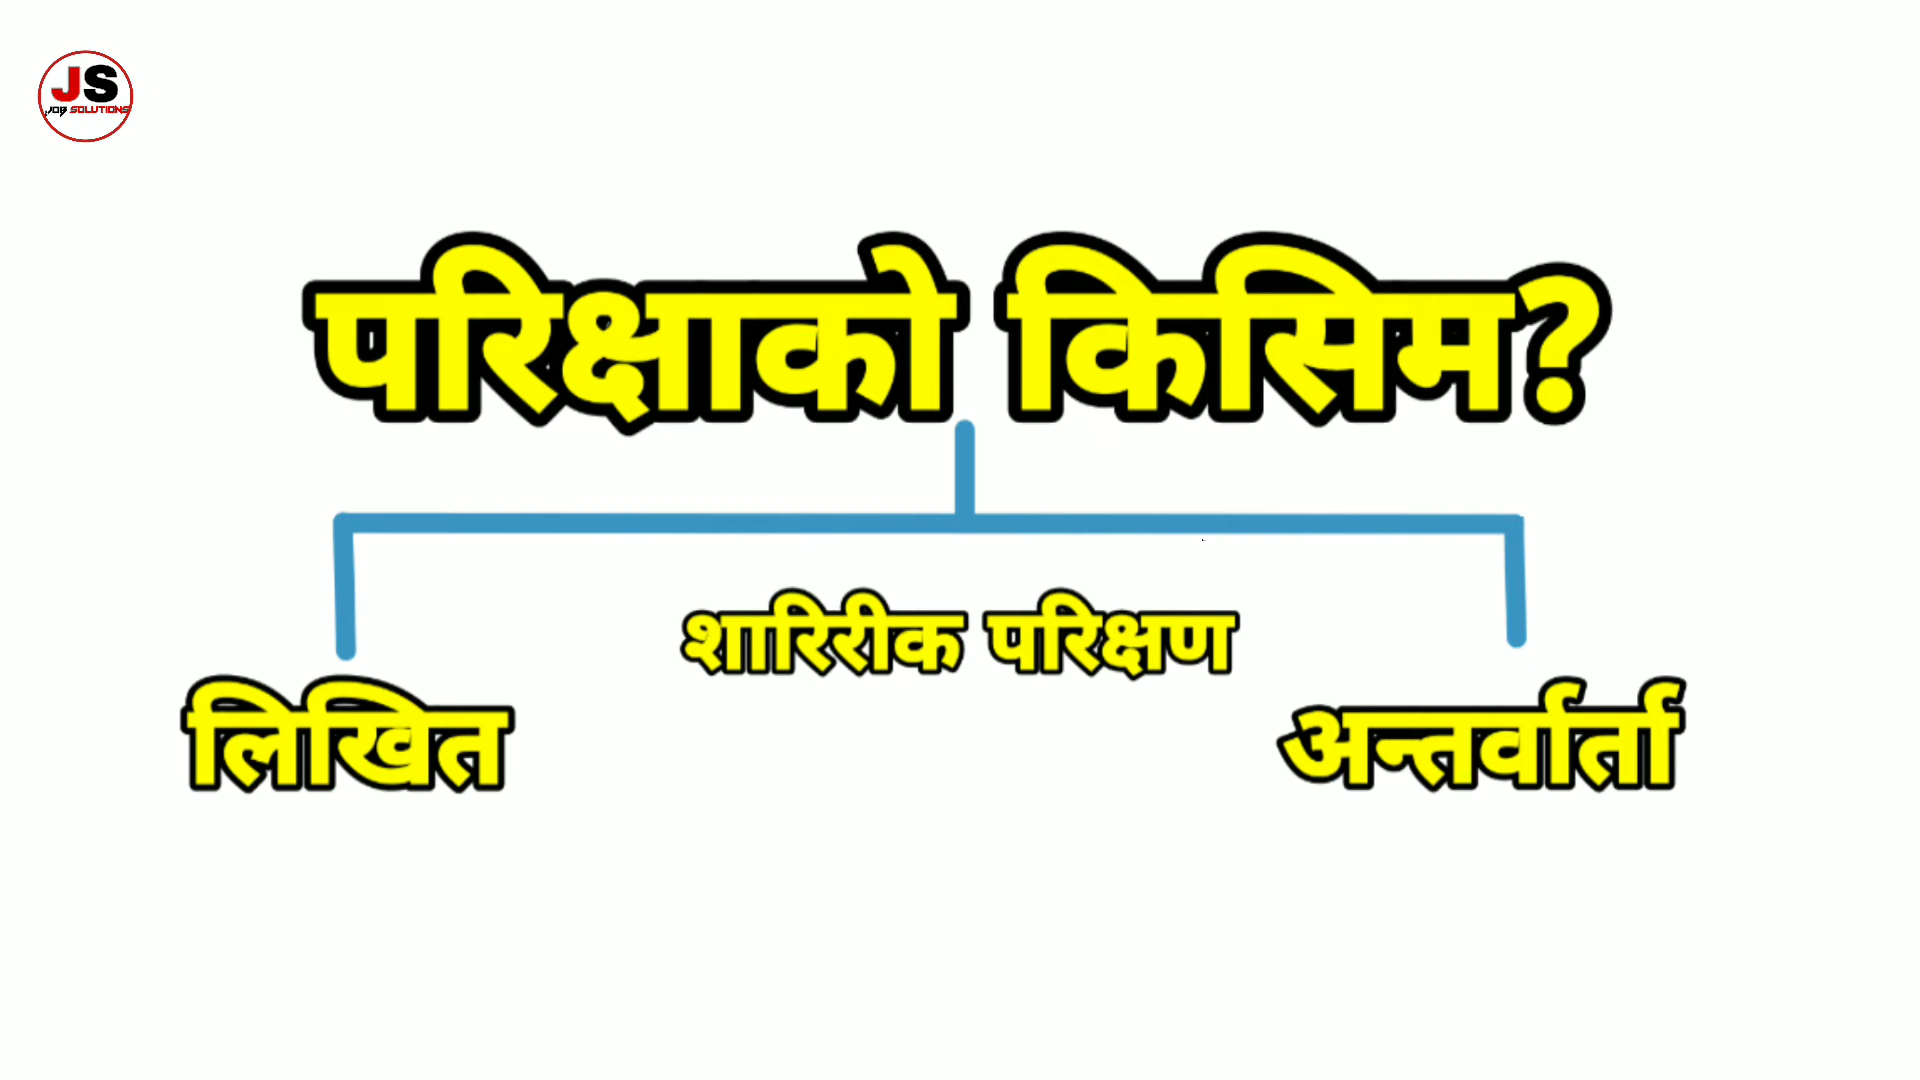 JS
JOB SOLUTIONS
परिक्षाको किसिम?
शारिरीक परिक्षण
लिखित
अन्तर्वार्ता